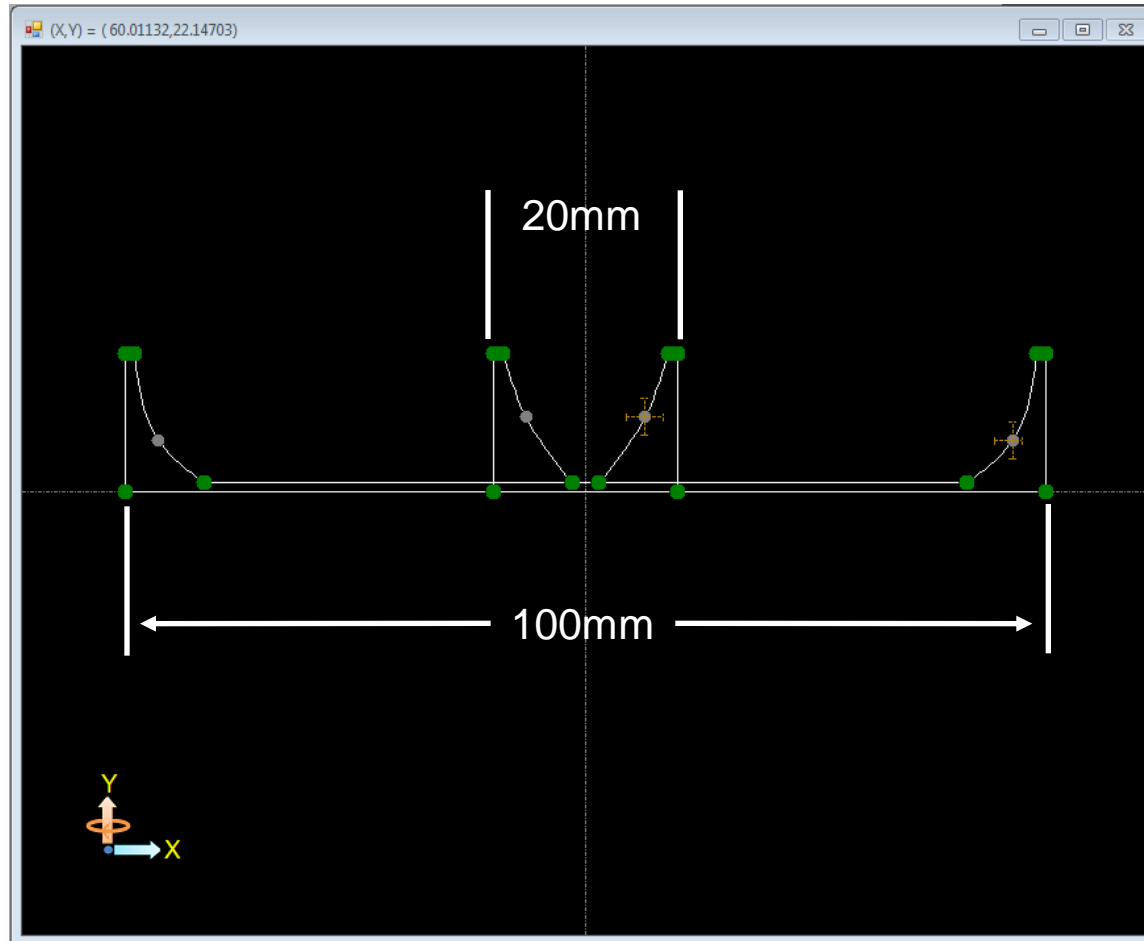 (X,Y) = ( 60.01132,22.14703)
20mm
100mm
Y
X